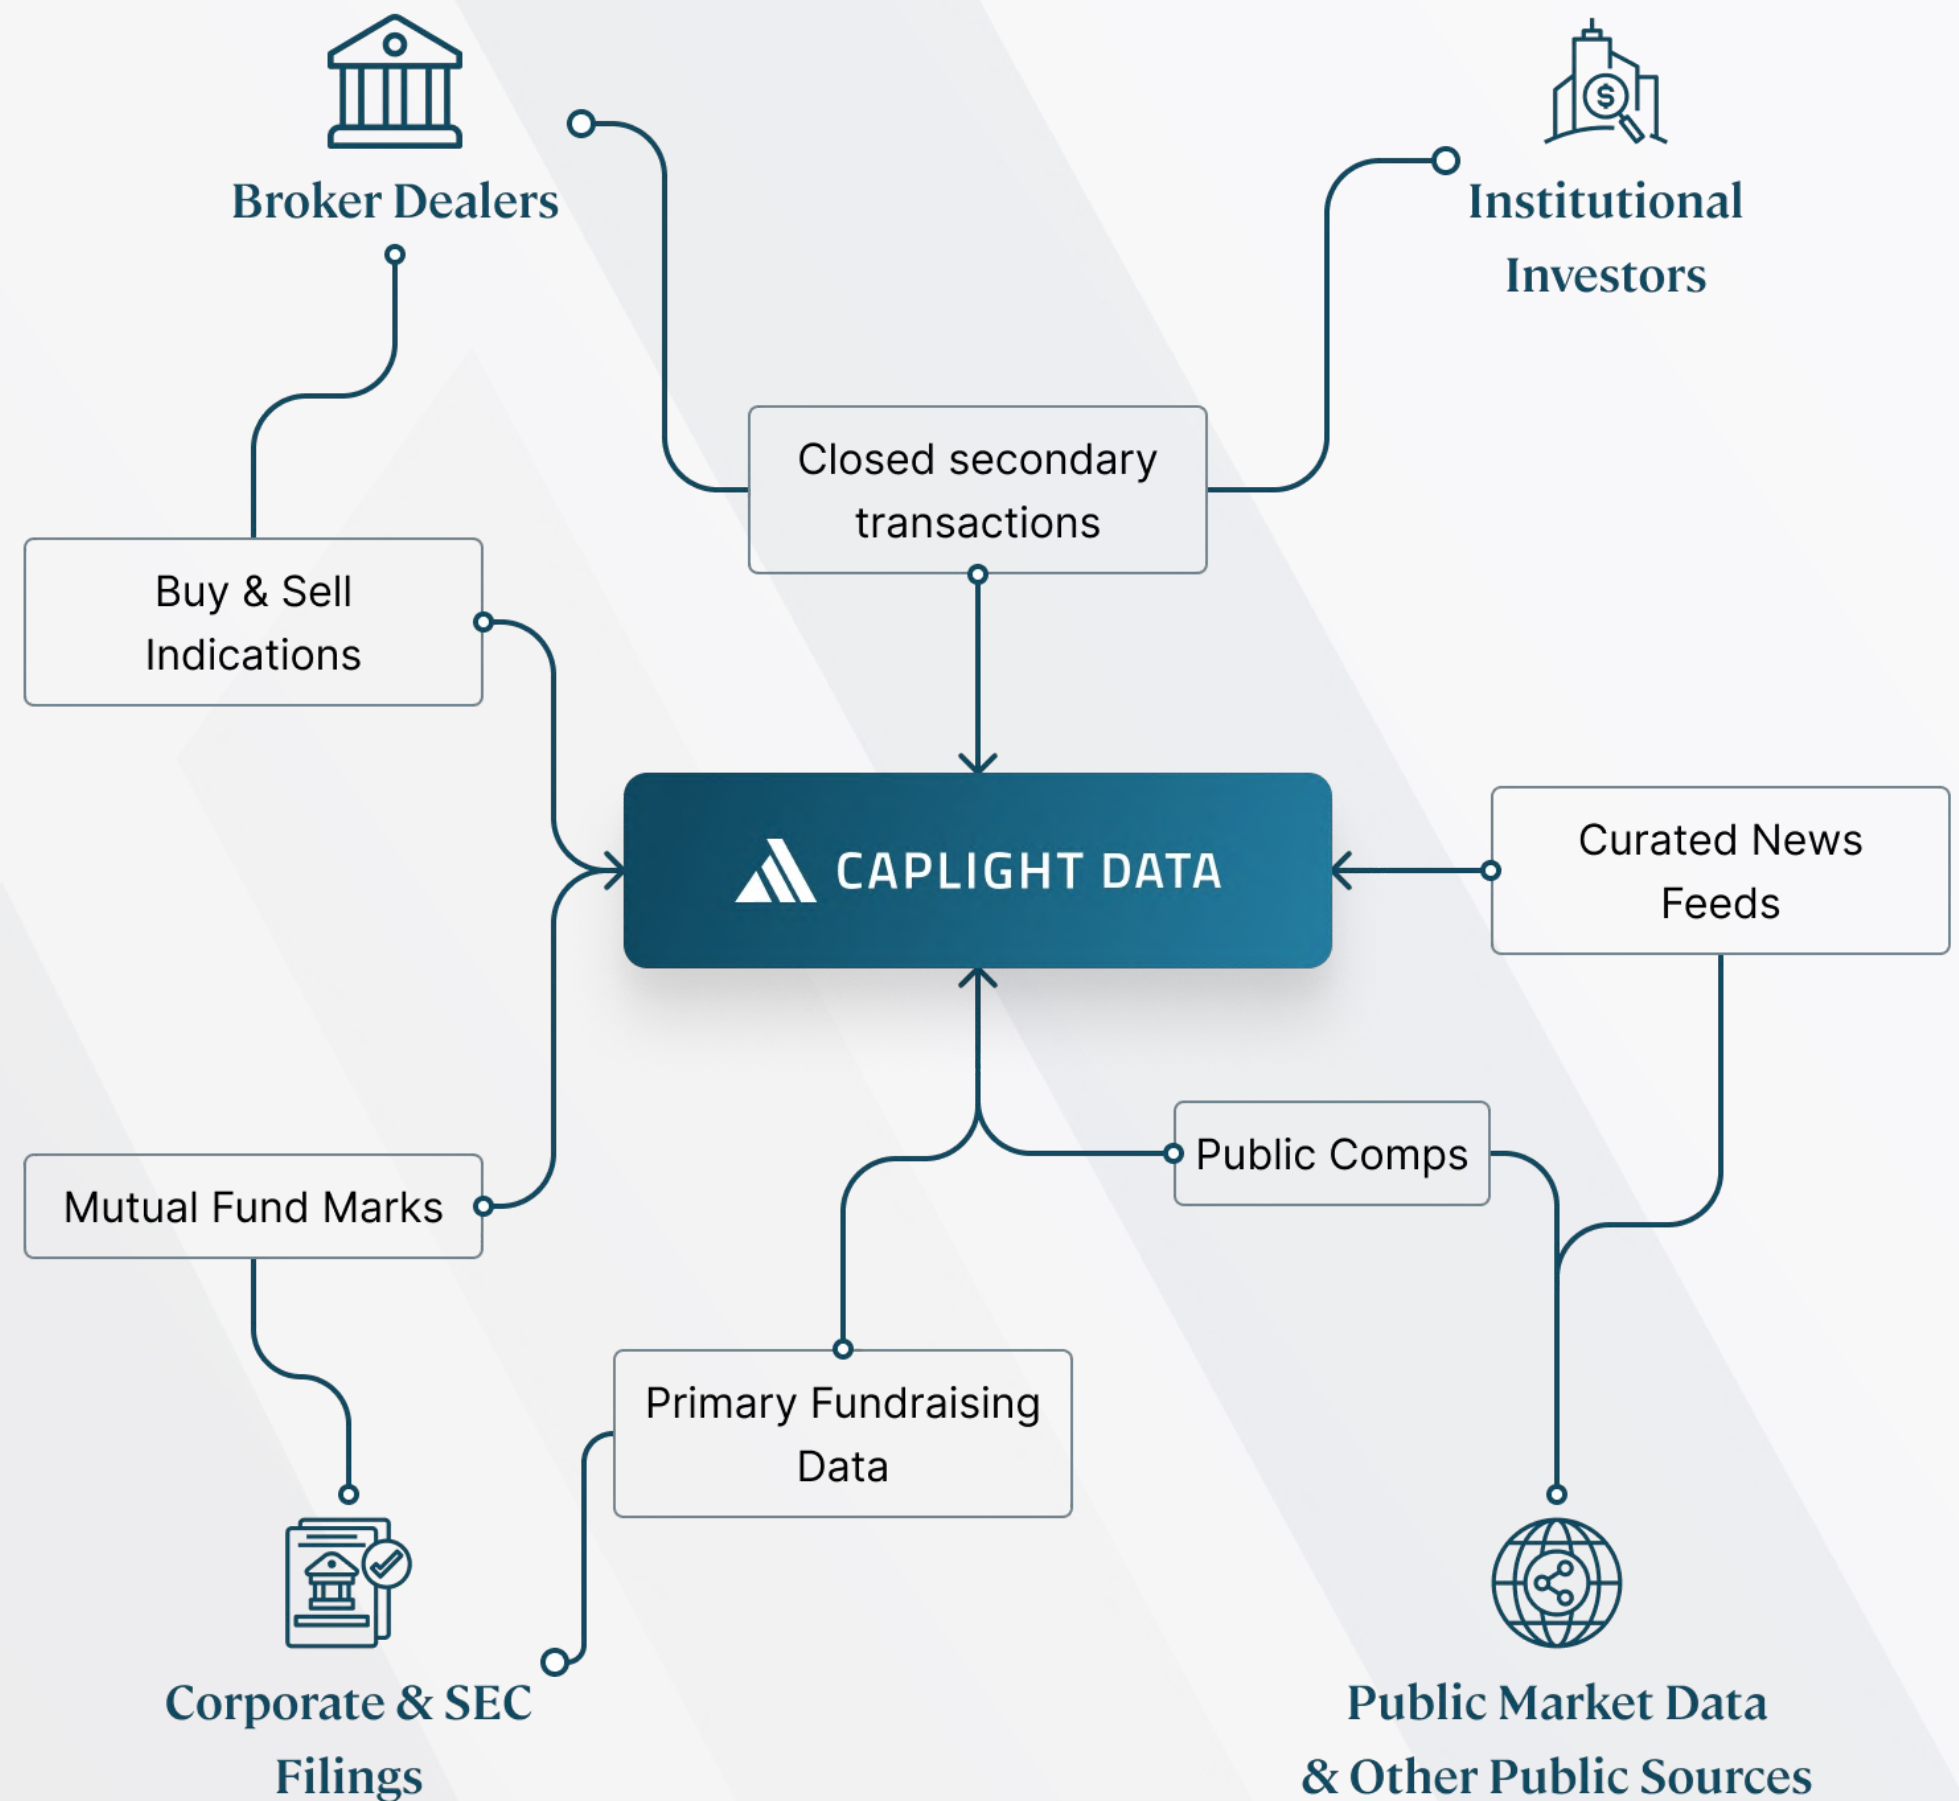 Broker Dealers
Institutional
Investors
Closed secondary
transactions
Buy & Sell
Indications
CAPLIGHT DATA
Curated News
Feeds
Public Comps
Mutual Fund Marks
Primary Fundraising
Data
Corporate & SEC
Filings
Public Market Data
& Other Public Sources
$